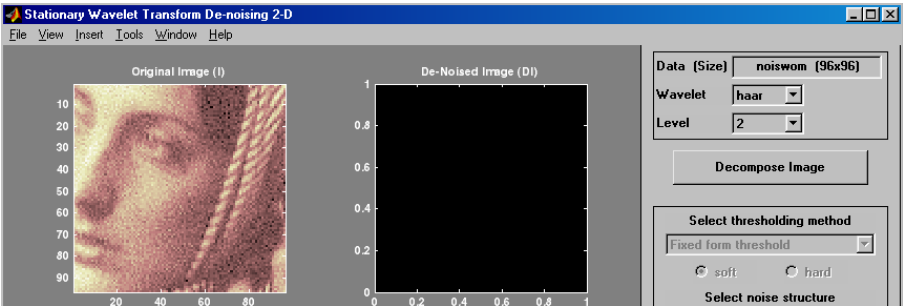 Stationary Wavelet Transform De-noising 2-D
File View Insert Tools Window Help
Original Image (I)
10
20
30
40
50
60
70
80
90
20 40 60 80
De-Noised Image (DI)
1
0.8
0.6
0.4
0.2
0
0 0.2 0.4 0.6 0.8 1
Data (Size) noiswom (96x96)
Wavelet haar
Level 2
Decompose Image
Select thresholding method
Fixed form threshold
soft hard
Select noise structure